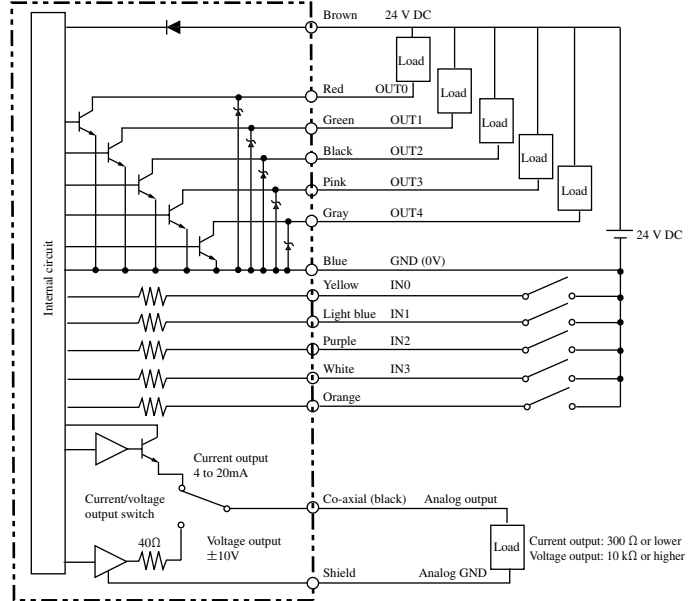 Brown 24 V DC
Load
Load
Load
Load
Load
Red OUT0
Green OUT1
Black OUT2
Pink OUT3
Gray OUT4
24 V DC
Blue GND (0V)
Internal circuit
Yellow IN0
Light blue IN1
Purple IN2
White IN3
Orange
Current output
4 to 20mA
Current/voltage
output switch
Co-axial (black) Analog output
40Ω
Voltage output
±10V
Load
Current output: 300 Ω or lower
Voltage output: 10 kΩ or higher
Shield Analog GND